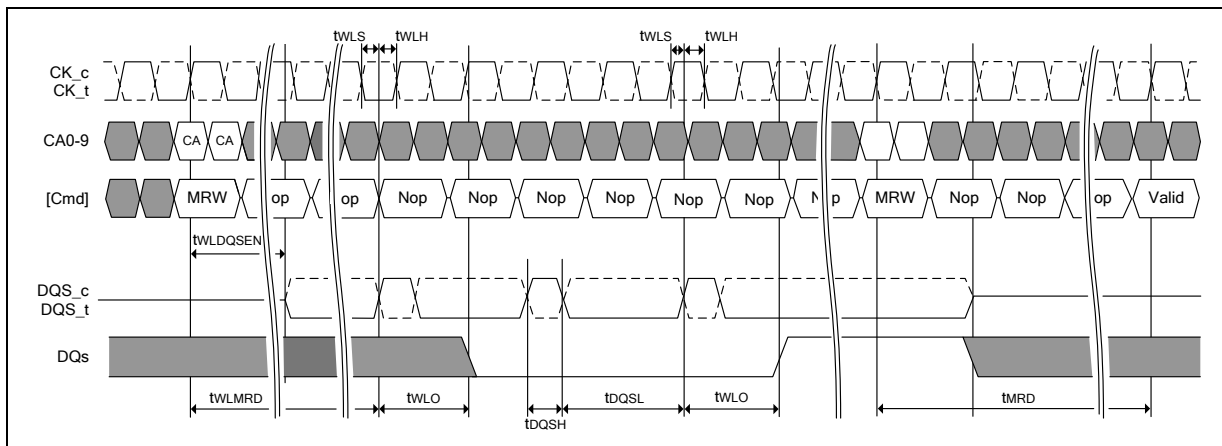 tWLS tWLH tWLS tWLH
CK_c
CK_t
CA0-9 CA CA
[Cmd] MRW op op Nop Nop Nop Nop Nop Nop N p MRW Nop Nop op Valid
tWLDQSEN
DQS_c
DQS_t
DQs
tWLMRD tWLO tDQSL tWLO tMRD
tDQSH